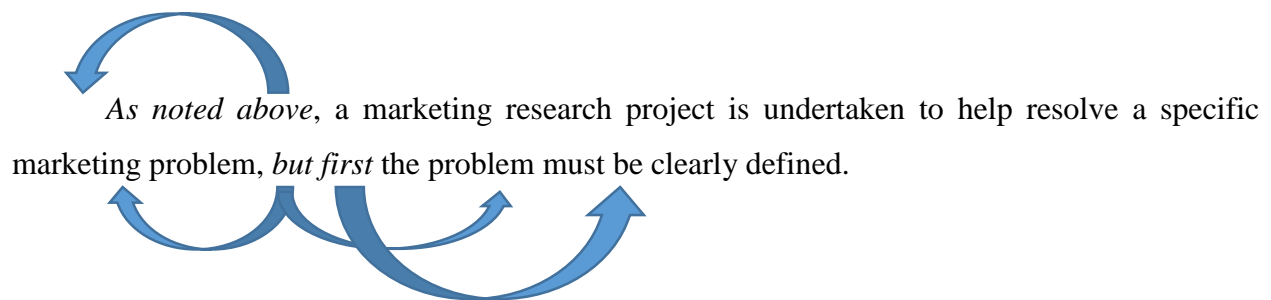 As noted above, a marketing research project is undertaken to help resolve a specific
marketing problem, but first the problem must be clearly defined.